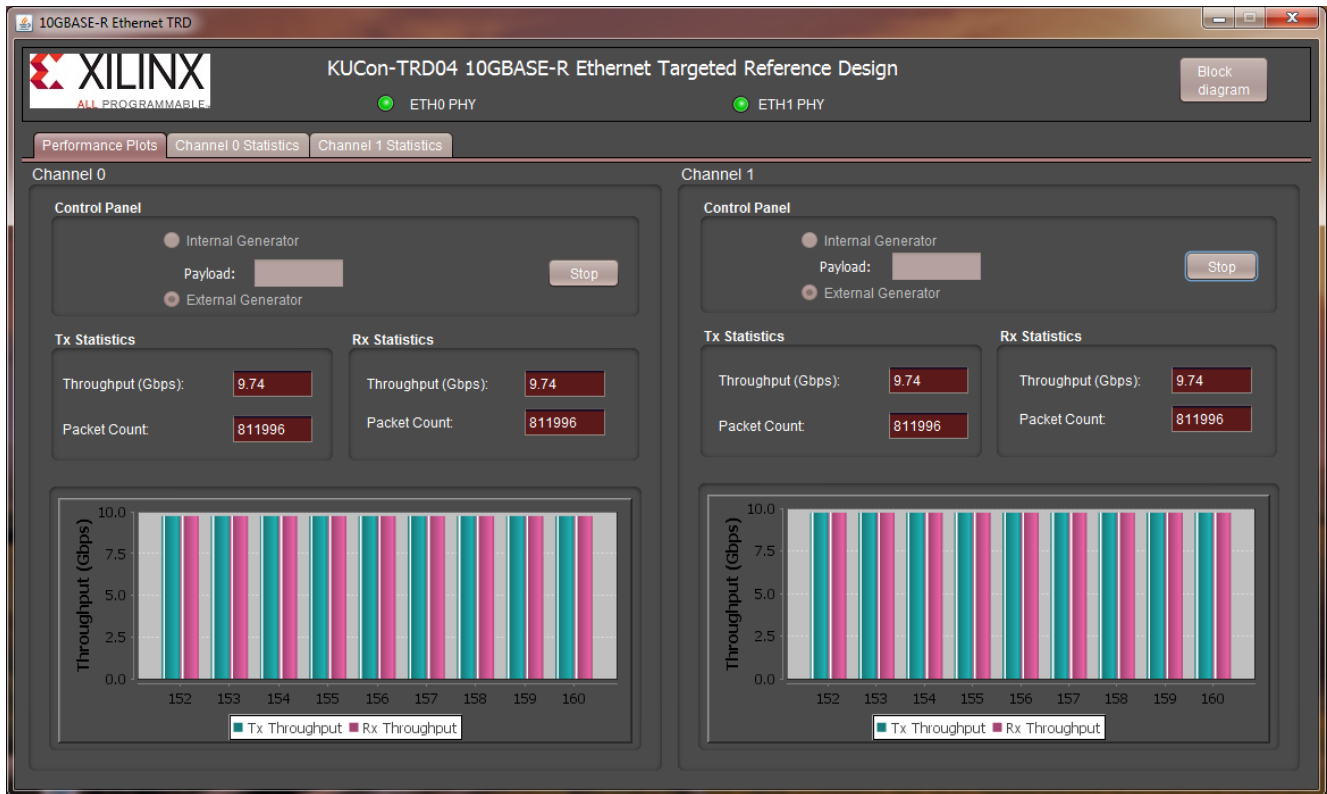 10GBASE-R Ethernet TRD
XILINX
ALL PROGRAMMABLE
KUCon-TRD04 10GBASE-R Ethernet Targeted Reference Design
ETH0 PHY
ETH1 PHY
Block
diagram
Performance Plots
Channel 0 Statistics
Channel 1 Statistics
Channel 0
Control Panel
Internal Generator
Payload:
Stop
External Generator
Tx Statistics
Throughput (Gbps): 9.74
Packet Count: 811996
Rx Statistics
Throughput (Gbps): 9.74
Packet Count: 811996
Throughput (Gbps)
10.0
7.5
5.0
2.5
0.0
152 153 154 155 156 157 158 159 160
Tx Throughput Rx Throughput
Channel 1
Control Panel
Internal Generator
Payload:
Stop
External Generator
Tx Statistics
Throughput (Gbps): 9.74
Packet Count: 811996
Rx Statistics
Throughput (Gbps): 9.74
Packet Count: 811996
Throughput (Gbps)
10.0
7.5
5.0
2.5
0.0
152 153 154 155 156 157 158 159 160
Tx Throughput Rx Throughput